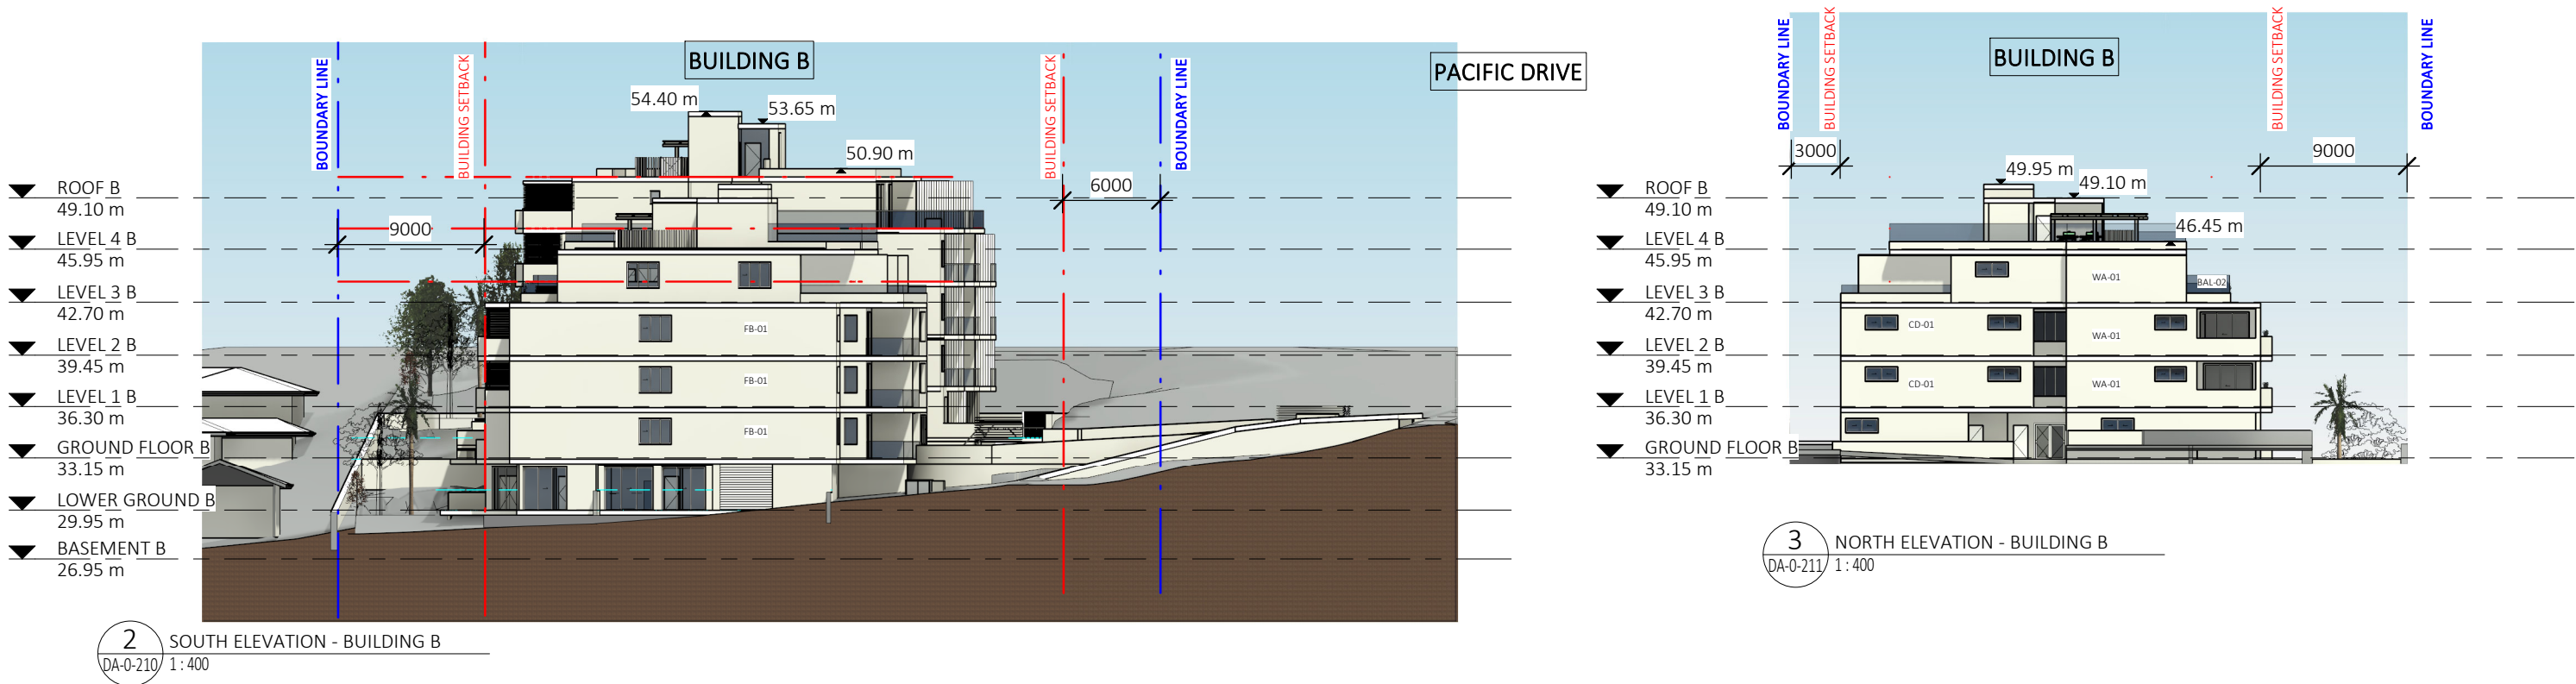 BUILDING B
PACIFIC DRIVE
BOUNDARY LINE
BUILDING SETBACK
BUILDING SETBACK
BOUNDARY LINE
54.40 m
53.65 m
50.90 m
6000
9000
ROOF B
49.10 m
LEVEL 4 B
45.95 m
LEVEL 3 B
42.70 m
LEVEL 2 B
39.45 m
LEVEL 1 B
36.30 m
GROUND FLOOR B
33.15 m
LOWER GROUND B
29.95 m
BASEMENT B
26.95 m
FB-01
FB-01
FB-01
2
DA-0-210
SOUTH ELEVATION - BUILDING B
1 : 400
BUILDING B
BOUNDARY LINE
BUILDING SETBACK
BUILDING SETBACK
BOUNDARY LINE
3000
9000
49.95 m
49.10 m
46.45 m
ROOF B
49.10 m
LEVEL 4 B
45.95 m
LEVEL 3 B
42.70 m
LEVEL 2 B
39.45 m
LEVEL 1 B
36.30 m
GROUND FLOOR B
33.15 m
WA-01
BAL-02
CD-01
WA-01
CD-01
WA-01
3
DA-0-211
NORTH ELEVATION - BUILDING B
1 : 400